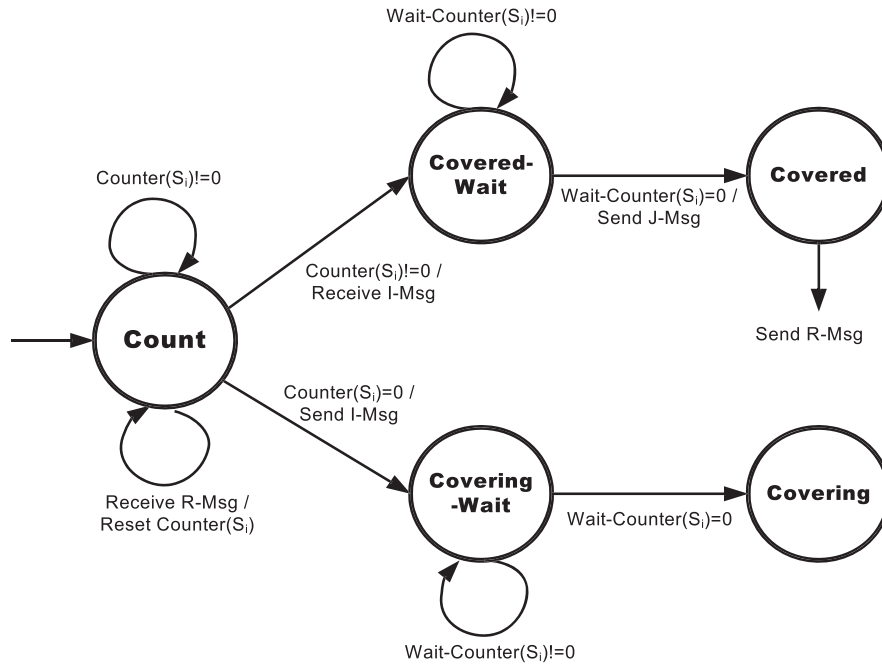 Wait-Counter(Sᵢ)!=0
Covered-
Wait
Wait-Counter(Sᵢ)=0 /
Send J-Msg
Covered
Send R-Msg
Counter(Sᵢ)!=0
Counter(Sᵢ)!=0 /
Receive I-Msg
Count
Counter(Sᵢ)=0 /
Send I-Msg
Receive R-Msg /
Reset Counter(Sᵢ)
Covering
-Wait
Wait-Counter(Sᵢ)=0
Covering
Wait-Counter(Sᵢ)!=0